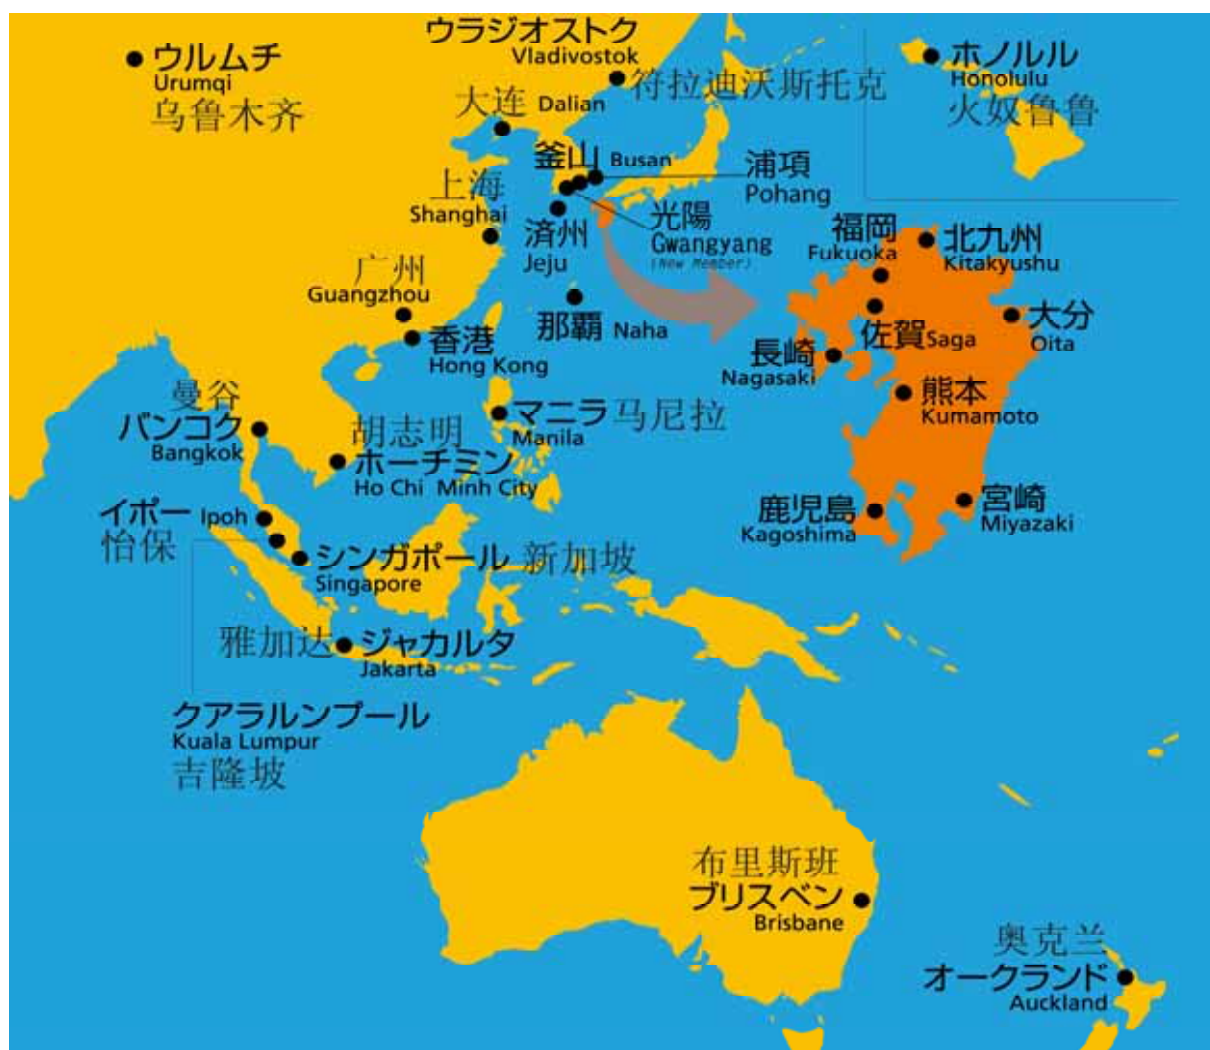 ウラジオストク
Vladivostok
符拉迪沃斯托克
ウルムチ
Urumqi
乌鲁木齐
ホノルル
Honolulu
火奴鲁鲁
大连 Dalian
釜山 Busan
浦項
Pohang
上海
Shanghai
済州
Jeju
光陽
Gwangyang
(New Member)
広州
Guangzhou
那覇 Naha
香港
Hong Kong
福岡
Fukuoka
北九州
Kitakyushu
佐賀 Saga
大分
Oita
長崎
Nagasaki
熊本
Kumamoto
鹿児島
Kagoshima
宮崎
Miyazaki
曼谷
バンコク
Bangkok
胡志明
ホーチミン
Ho Chi Minh City
マニラ 马尼拉
Manila
イポー Ipoh
怡保
シンガポール 新加坡
Singapore
雅加达 ジャカルタ
Jakarta
クアラルンプール
Kuala Lumpur
吉隆坡
布里斯班
ブリスベン
Brisbane
奥克兰
オークランド
Auckland